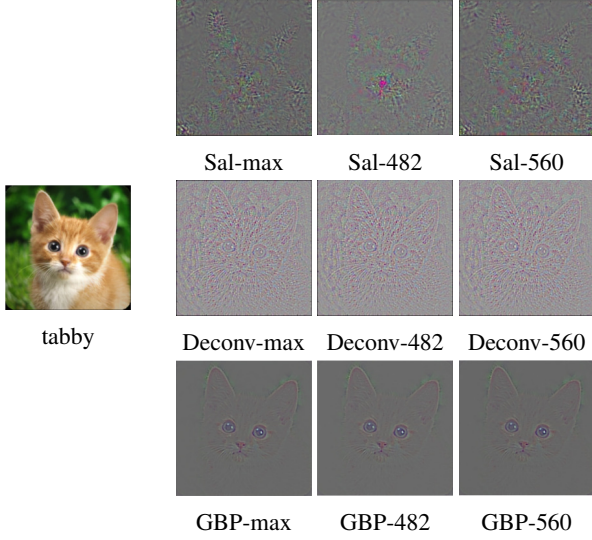 Sal-max Sal-482 Sal-560
tabby
Deconv-max Deconv-482 Deconv-560
GBP-max GBP-482 GBP-560